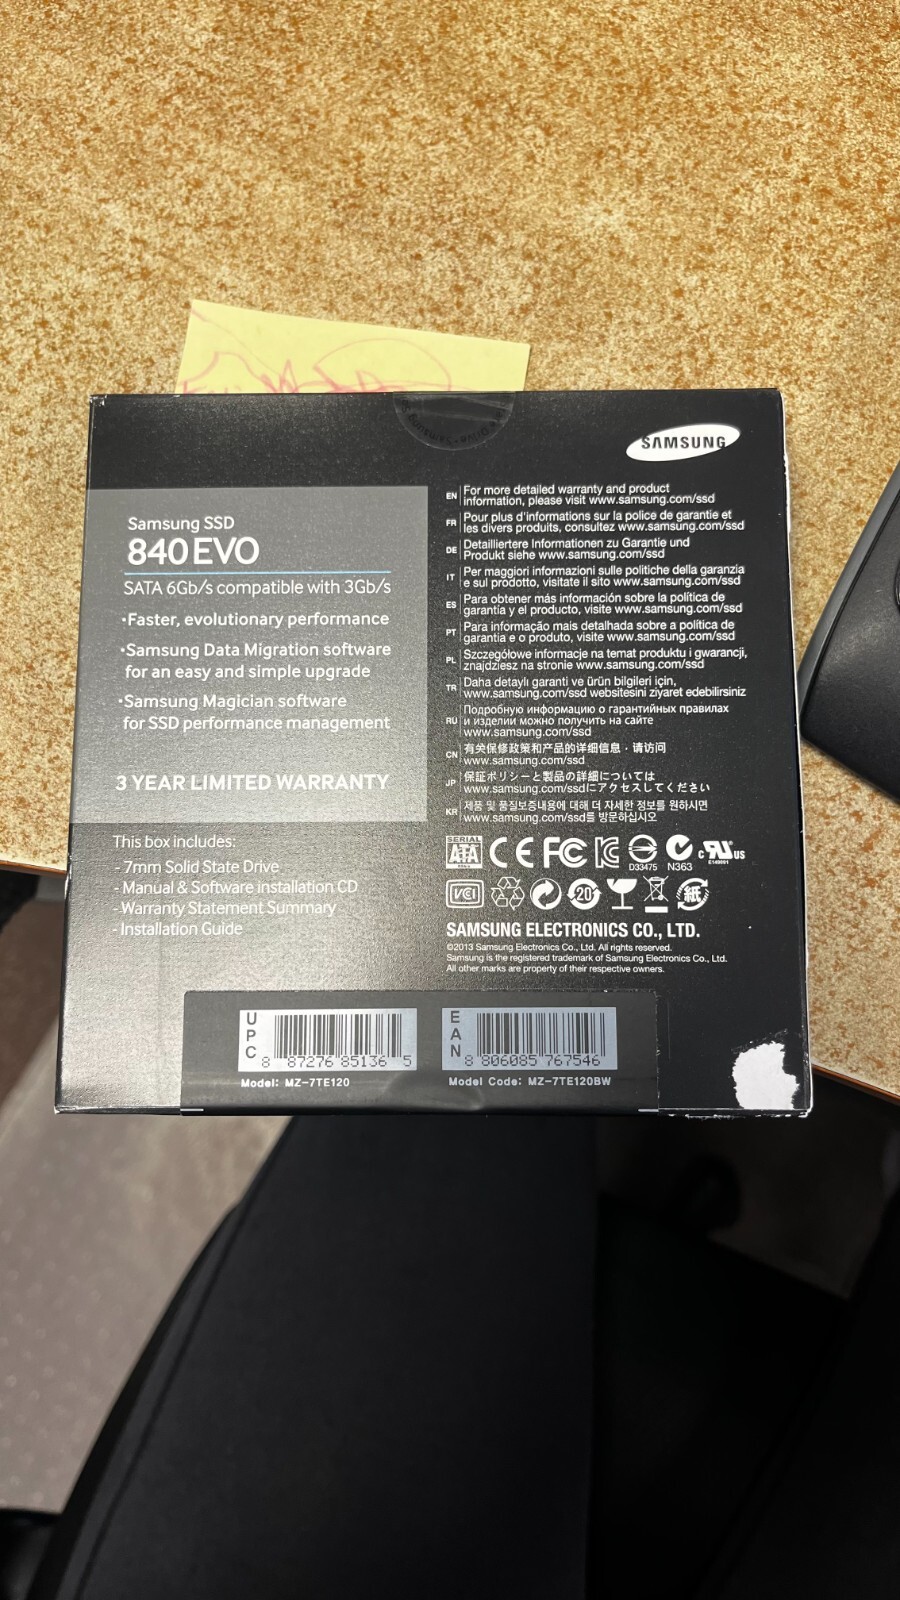 SAMSUNG
Samsung SSD
840 EVO
SATA 6Gb/s compatible with 3Gb/s
•Faster, evolutionary performance
•Samsung Data Migration software
for an easy and simple upgrade
•Samsung Magician software
for SSD performance management
3 YEAR LIMITED WARRANTY
This box includes:
- 7mm Solid State Drive
- Manual & Software installation CD
- Warranty Statement Summary
- Installation Guide
EN For more detailed warranty and product
information, please visit www.samsung.com/ssd
FR Pour plus d'informations sur la police de garantie et
les divers produits, consultez www.samsung.com/ssd
DE Detailliertere Informationen zu Garantie und
Produkt siehe www.samsung.com/ssd
IT Per maggiori informazioni sulle politiche della garanzia
e sul prodotto, visitate il sito www.samsung.com/ssd
ES Para obtener más información sobre la política de
garantía y el producto, visite www.samsung.com/ssd
PT Para informação mais detalhada sobre a política de
garantia e o produto, visite www.samsung.com/ssd
PL Szczegółowe informacje na temat produktu i gwarancji,
znajdziesz na stronie www.samsung.com/ssd
TR Daha detaylı garanti ve ürün bilgileri için,
www.samsung.com/ssd websitesini ziyaret edebilirsiniz
RU Подробную информацию о гарантийных правилах
и изделии можно получить на сайте
www.samsung.com/ssd
CN 有关保修政策和产品的详细信息，请访问
www.samsung.com/ssd
JP 保証ポリシーと製品の詳細については
www.samsung.com/ssdにアクセスしてください
KR 제품 및 품질보증내용에 대해 더 자세한 정보를 원하시면
www.samsung.com/ssd를 방문하십시오
SERIAL
ATA
CE FC D33475 N363 c RU US
E149091
VCI 20 紙
SAMSUNG ELECTRONICS CO., LTD.
©2013 Samsung Electronics Co., Ltd. All rights reserved.
Samsung is the registered trademark of Samsung Electronics Co., Ltd.
All other marks are property of their respective owners.
UPC
8 87276 85136 5
Model: MZ-7TE120
EAN
8 806085 767546
Model Code: MZ-7TE120BW